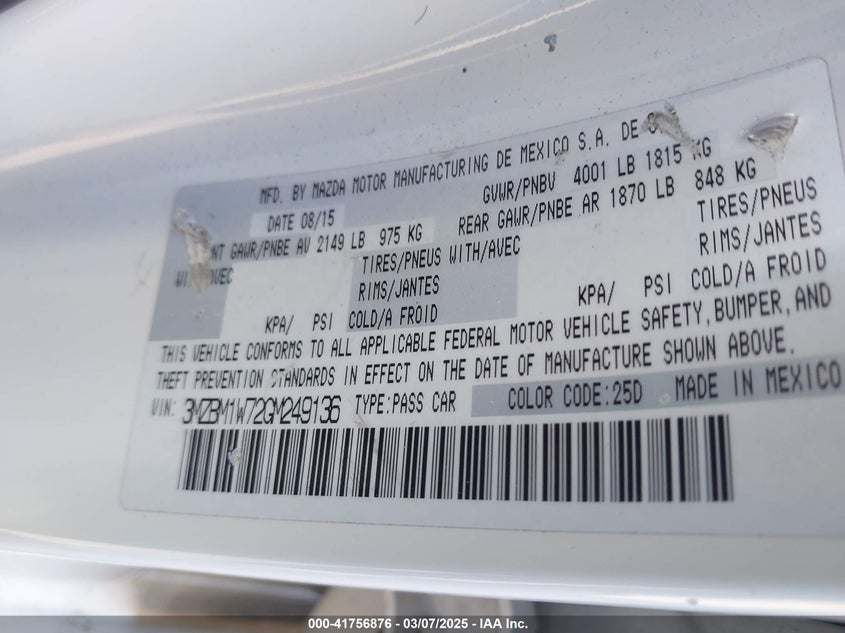 MFD. BY MAZDA MOTOR MANUFACTURING DE MEXICO S.A. DE
DATE 08/15 GVWR/PNBV 4001 LB 1815 KG
GAWR/PNBE AV 2149 LB 975 KG REAR GAWR/PNBE AR 1870 LB 848 KG
TIRES/PNEUS WITH/AVEC TIRES/PNEUS
RIMS/JANTES RIMS/JANTES
KPA/ PSI COLD/A FROID KPA/ PSI COLD/A FROID
THIS VEHICLE CONFORMS TO ALL APPLICABLE FEDERAL MOTOR VEHICLE SAFETY, BUMPER, AND
THEFT PREVENTION STANDARDS IN EFFECT ON THE DATE OF MANUFACTURE SHOWN ABOVE.
VIN: 3MZBM1W72GM249136 TYPE:PASS CAR COLOR CODE:25D MADE IN MEXICO
000-41756876 / 03/07/2025 - IAA Inc.